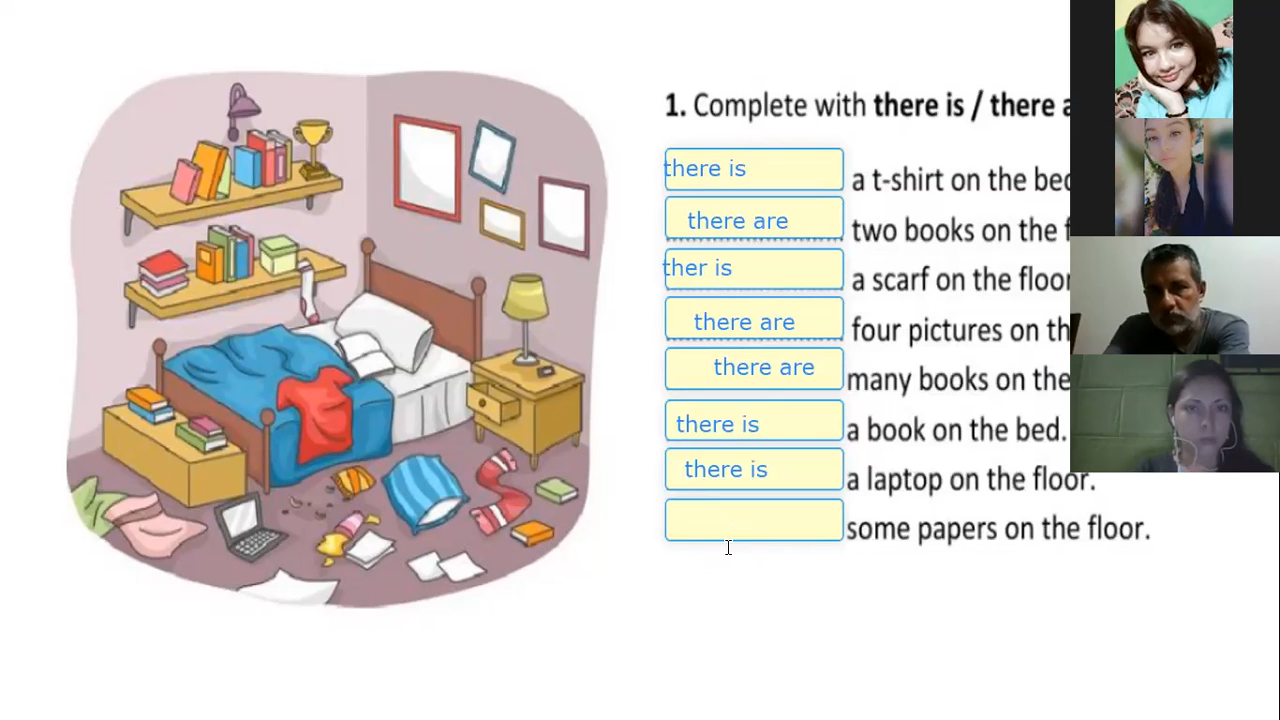 1. Complete with there is / there a
there is a t-shirt on the bed
there are two books on the f
ther is a scarf on the floor
there are four pictures on th
there are many books on the
there is a book on the bed.
there is a laptop on the floor.
some papers on the floor.